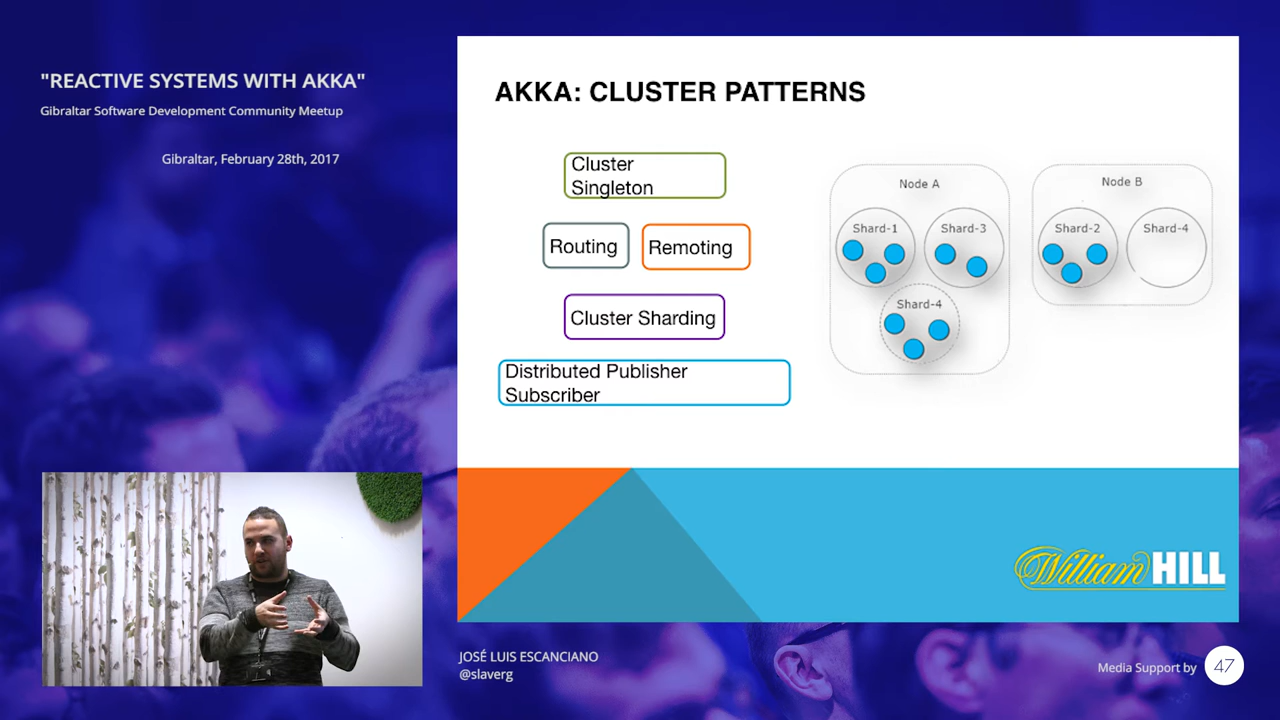 "REACTIVE SYSTEMS WITH AKKA"
Gibraltar Software Development Community Meetup
Gibraltar, February 28th, 2017
AKKA: CLUSTER PATTERNS
Cluster
Singleton
Routing
Remoting
Cluster Sharding
Distributed Publisher
Subscriber
Node A
Shard-1
Shard-3
Shard-4
Node B
Shard-2
Shard-4
William HILL
JOSÉ LUIS ESCANCIANO
@slaverg
Media Support by 47